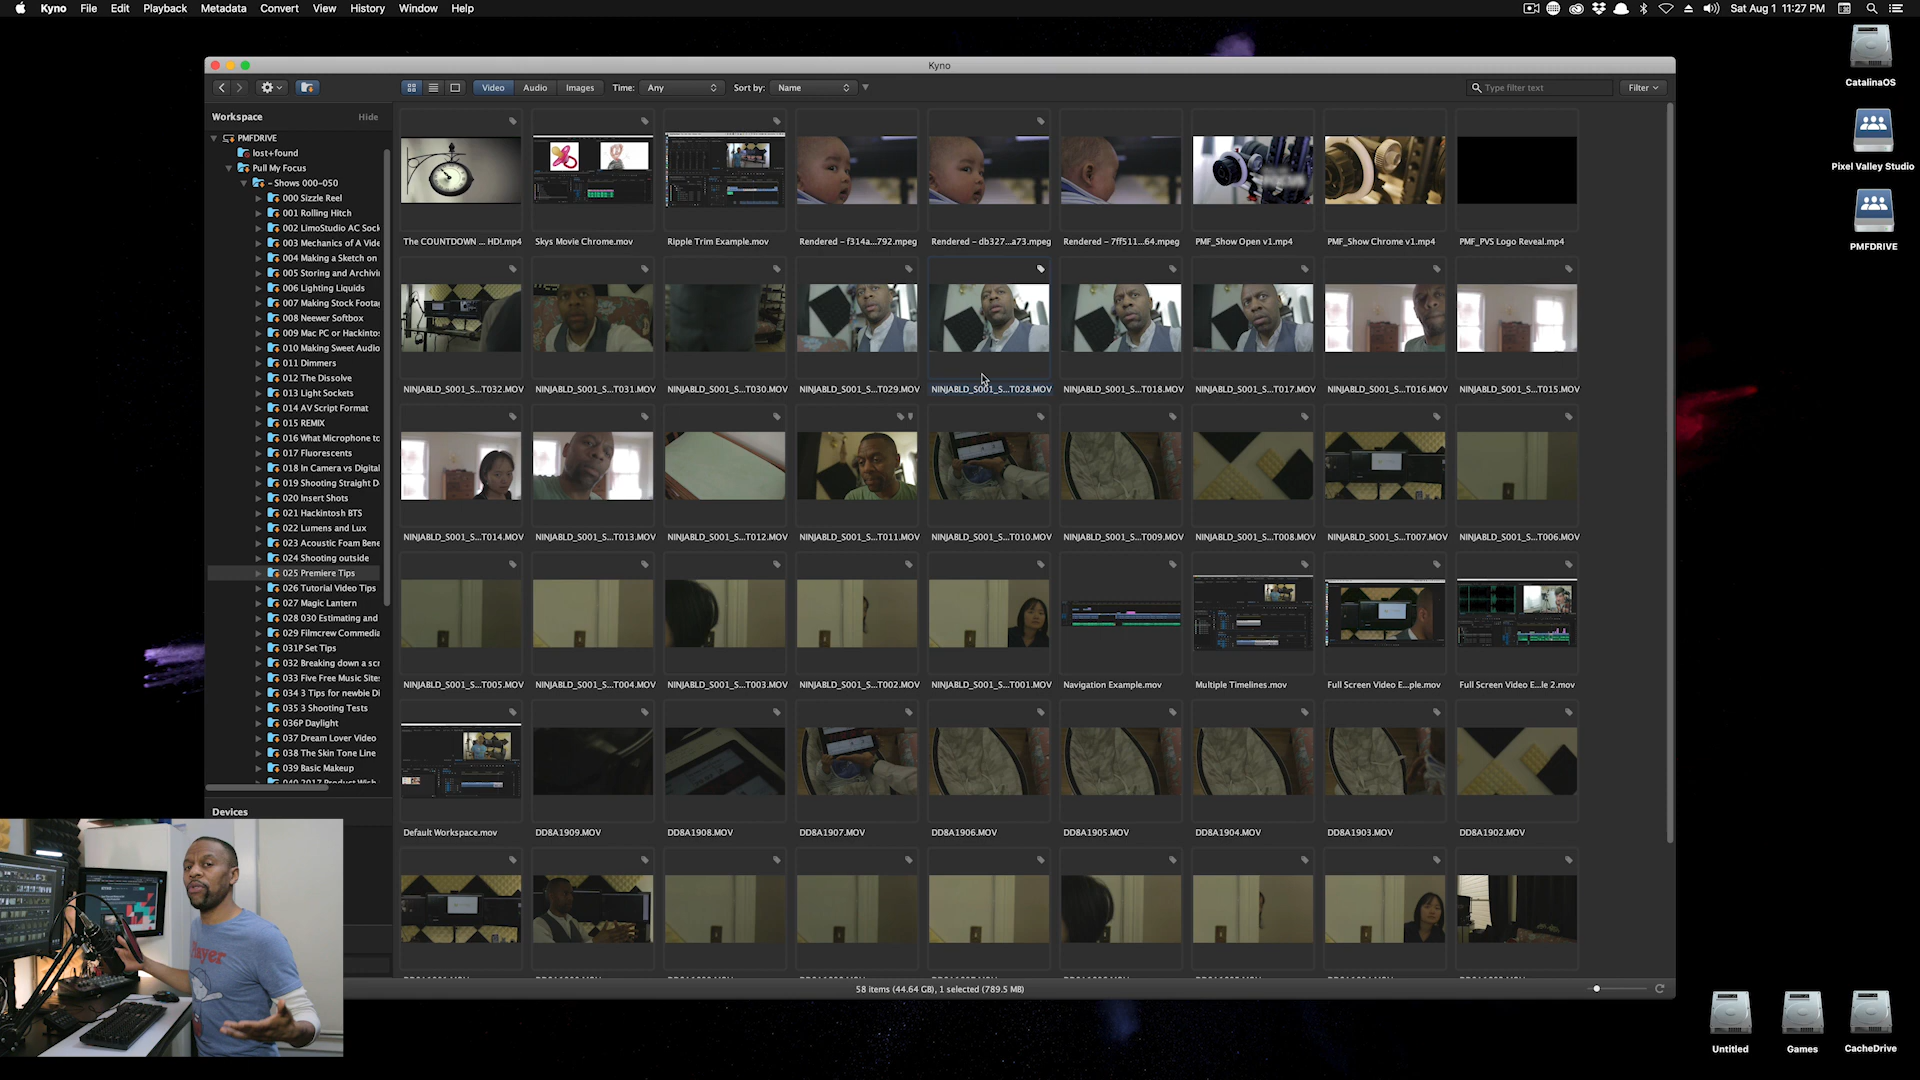 Kyno File Edit Playback Metadata Convert View History Window Help
Sat Aug 1 11:27 PM
Kyno
Video Audio Images Time: Any Sort by: Name
Type filter text
Filter
Workspace Hide
PMFDRIVE
lost+found
Pull My Focus
- Shows 000-050
000 Sizzle Reel
001 Rolling Hitch
002 LimoStudio AC Sock
003 Mechanics of A Vide
004 Making a Sketch on
005 Storing and Archivin
006 Lighting Liquids
007 Making Stock Footag
008 Neewer Softbox
009 Mac PC or Hackintos
010 Making Sweet Audio
011 Dimmers
012 The Dissolve
013 Light Sockets
014 AV Script Format
015 REMIX
016 What Microphone to
017 Fluorescents
018 In Camera vs Digital
019 Shooting Straight D
020 Insert Shots
021 Hackintosh BTS
022 Lumens and Lux
023 Acoustic Foam Bene
024 Shooting outside
025 Premiere Tips
026 Tutorial Video Tips
027 Magic Lantern
028 030 Estimating and
029 Filmcrew Commedia
031P Set Tips
032 Breaking down a scr
033 Five Free Music Sites
034 3 Tips for newbie Di
035 3 Shooting Tests
036P Daylight
037 Dream Lover Video
038 The Skin Tone Line
039 Basic Makeup
040 2017 Product Wish
Devices
The COUNTDOWN ... HD!.mp4
Skys Movie Chrome.mov
Ripple Trim Example.mov
Rendered - f314a...792.mpeg
Rendered - db327...a73.mpeg
Rendered - 7ff511...64.mpeg
PMF_Show Open v1.mp4
PMF_Show Chrome v1.mp4
PMF_PVS Logo Reveal.mp4
NINJABLD_S001_S...T032.MOV
NINJABLD_S001_S...T031.MOV
NINJABLD_S001_S...T030.MOV
NINJABLD_S001_S...T029.MOV
NINJABLD_S001_S...T028.MOV
NINJABLD_S001_S...T018.MOV
NINJABLD_S001_S...T017.MOV
NINJABLD_S001_S...T016.MOV
NINJABLD_S001_S...T015.MOV
NINJABLD_S001_S...T014.MOV
NINJABLD_S001_S...T013.MOV
NINJABLD_S001_S...T012.MOV
NINJABLD_S001_S...T011.MOV
NINJABLD_S001_S...T010.MOV
NINJABLD_S001_S...T009.MOV
NINJABLD_S001_S...T008.MOV
NINJABLD_S001_S...T007.MOV
NINJABLD_S001_S...T006.MOV
NINJABLD_S001_S...T005.MOV
NINJABLD_S001_S...T004.MOV
NINJABLD_S001_S...T003.MOV
NINJABLD_S001_S...T002.MOV
NINJABLD_S001_S...T001.MOV
Navigation Example.mov
Multiple Timelines.mov
Full Screen Video E...ple.mov
Full Screen Video E...le 2.mov
Default Workspace.mov
DD8A1909.MOV
DD8A1908.MOV
DD8A1907.MOV
DD8A1906.MOV
DD8A1905.MOV
DD8A1904.MOV
DD8A1903.MOV
DD8A1902.MOV
58 items (44.64 GB), 1 selected (789.5 MB)
CatalinaOS
Pixel Valley Studio
PMFDRIVE
Untitled
Games
CacheDrive
Player